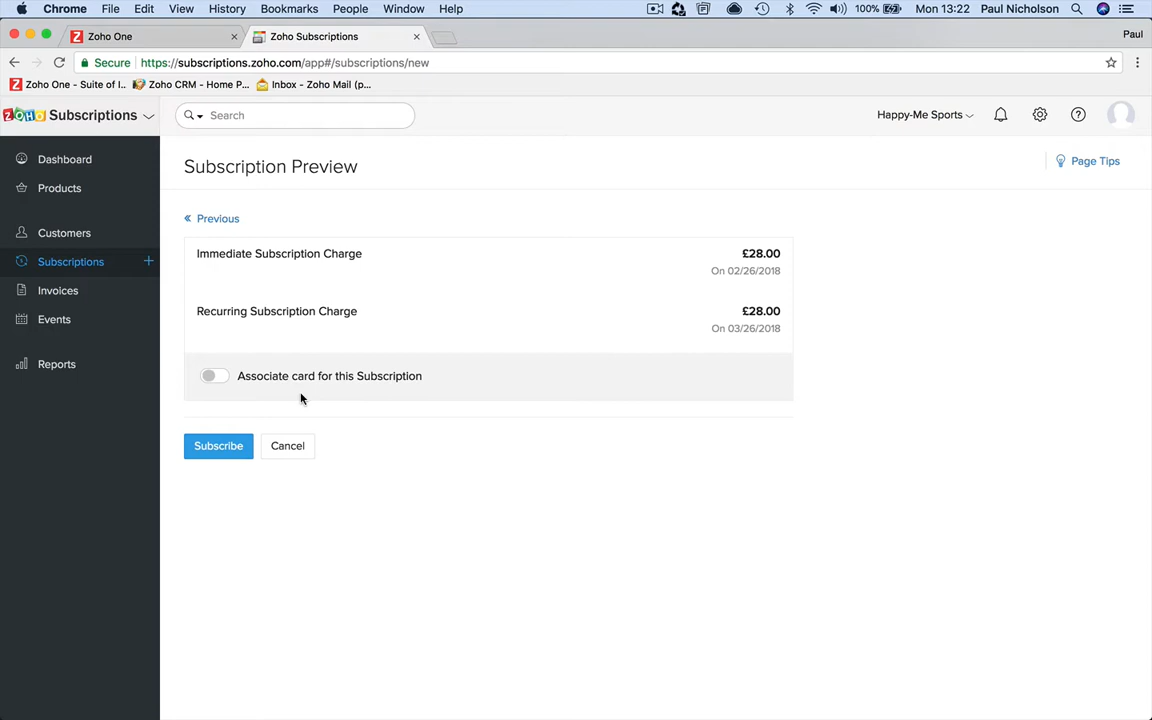 Chrome File Edit View History Bookmarks People Window Help 100% Mon 13:22 Paul Nicholson
Zoho One Zoho Subscriptions Paul
Secure https://subscriptions.zoho.com/app#/subscriptions/new
Zoho One - Suite of I.. Zoho CRM - Home P... Inbox - Zoho Mail (p...
ZOHO Subscriptions Search Happy-Me Sports
Dashboard
Products
Customers
Subscriptions +
Invoices
Events
Reports
Subscription Preview Page Tips
« Previous
Immediate Subscription Charge £28.00
On 02/26/2018
Recurring Subscription Charge £28.00
On 03/26/2018
Associate card for this Subscription
Subscribe Cancel